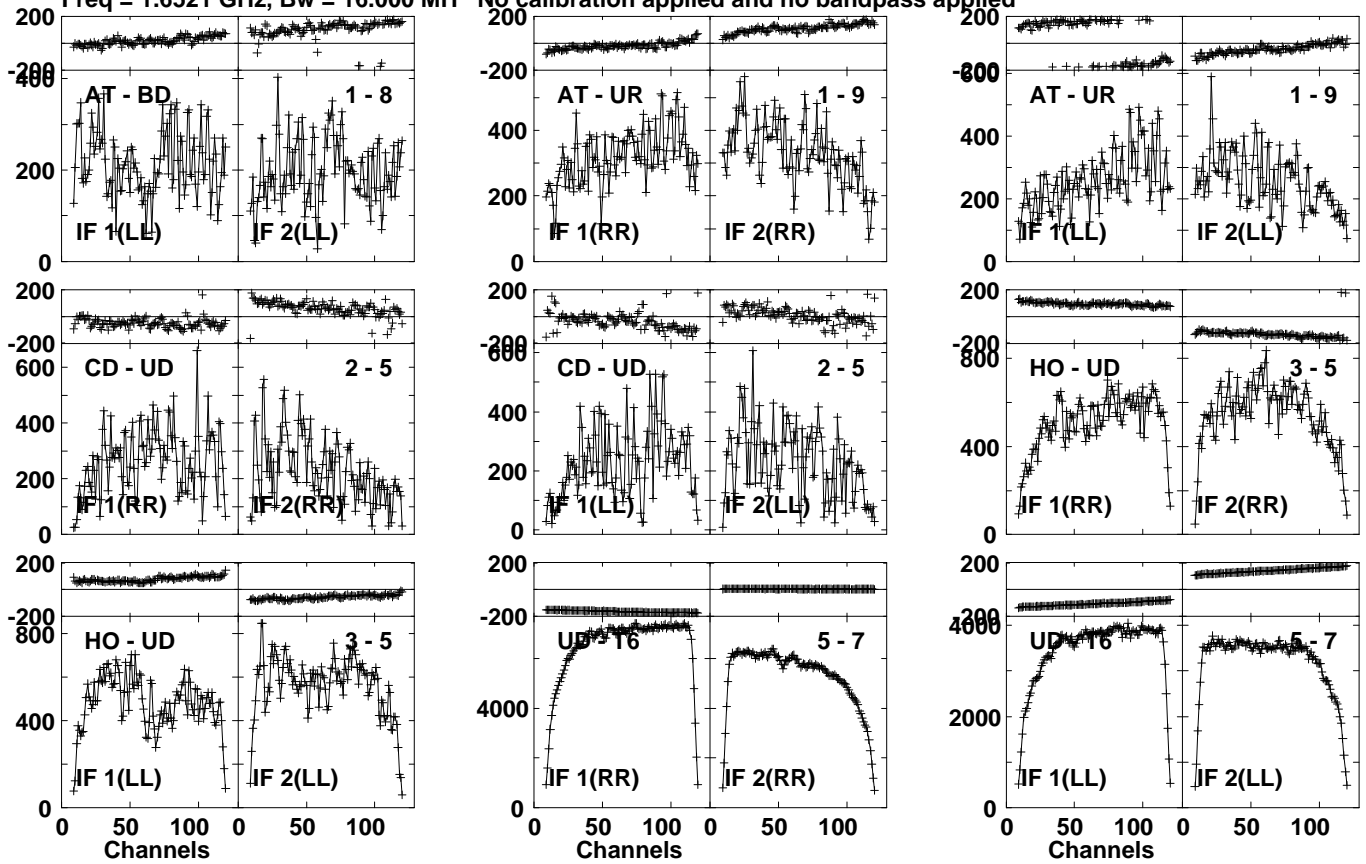 Freq = 1.6521 GHz, Bw = 16.000 MH No calibration applied and no bandpass applied
200 200 200
-200 -200 -200
400 600
AT - BD 1 - 8 AT - UR 1 - 9 AT - UR 1 - 9
400 400
200 200 200
IF 1(LL) IF 2(LL) IF 1(RR) IF 2(RR) IF 1(LL) IF 2(LL)
0 0 0
200 200 200
-200 -200 -200
600 600 800
CD - UD 2 - 5 CD - UD 2 - 5 HO - UD 3 - 5
400 400 400
200 200
IF 1(RR) IF 2(RR) IF 1(LL) IF 2(LL) IF 1(RR) IF 2(RR)
0 0 0
200 200 200
-200 -200 -200
800 4000
HO - UD 3 - 5 UD - T6 5 - 7 UD - T6 5 - 7
400 4000 2000
IF 1(LL) IF 2(LL) IF 1(RR) IF 2(RR) IF 1(LL) IF 2(LL)
0 0 0
0 50 100 0 50 100 0 50 100 0 50 100 0 50 100 0 50 100
Channels Channels Channels